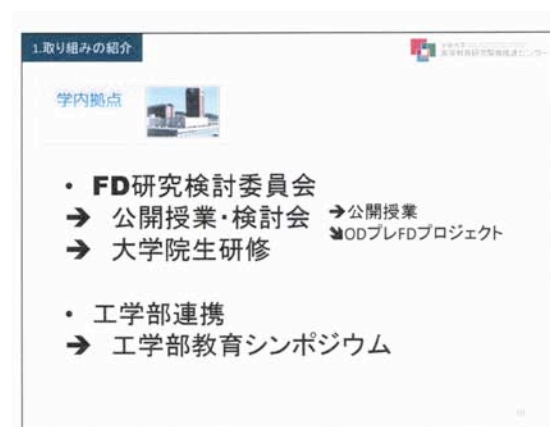 1.取り組みの紹介
学内拠点
• FD研究検討委員会
➔ 公開授業・検討会 ➔公開授業
➔ 大学院生研修 ➘ODプレFDプロジェクト
• 工学部連携
➔ 工学部教育シンポジウム